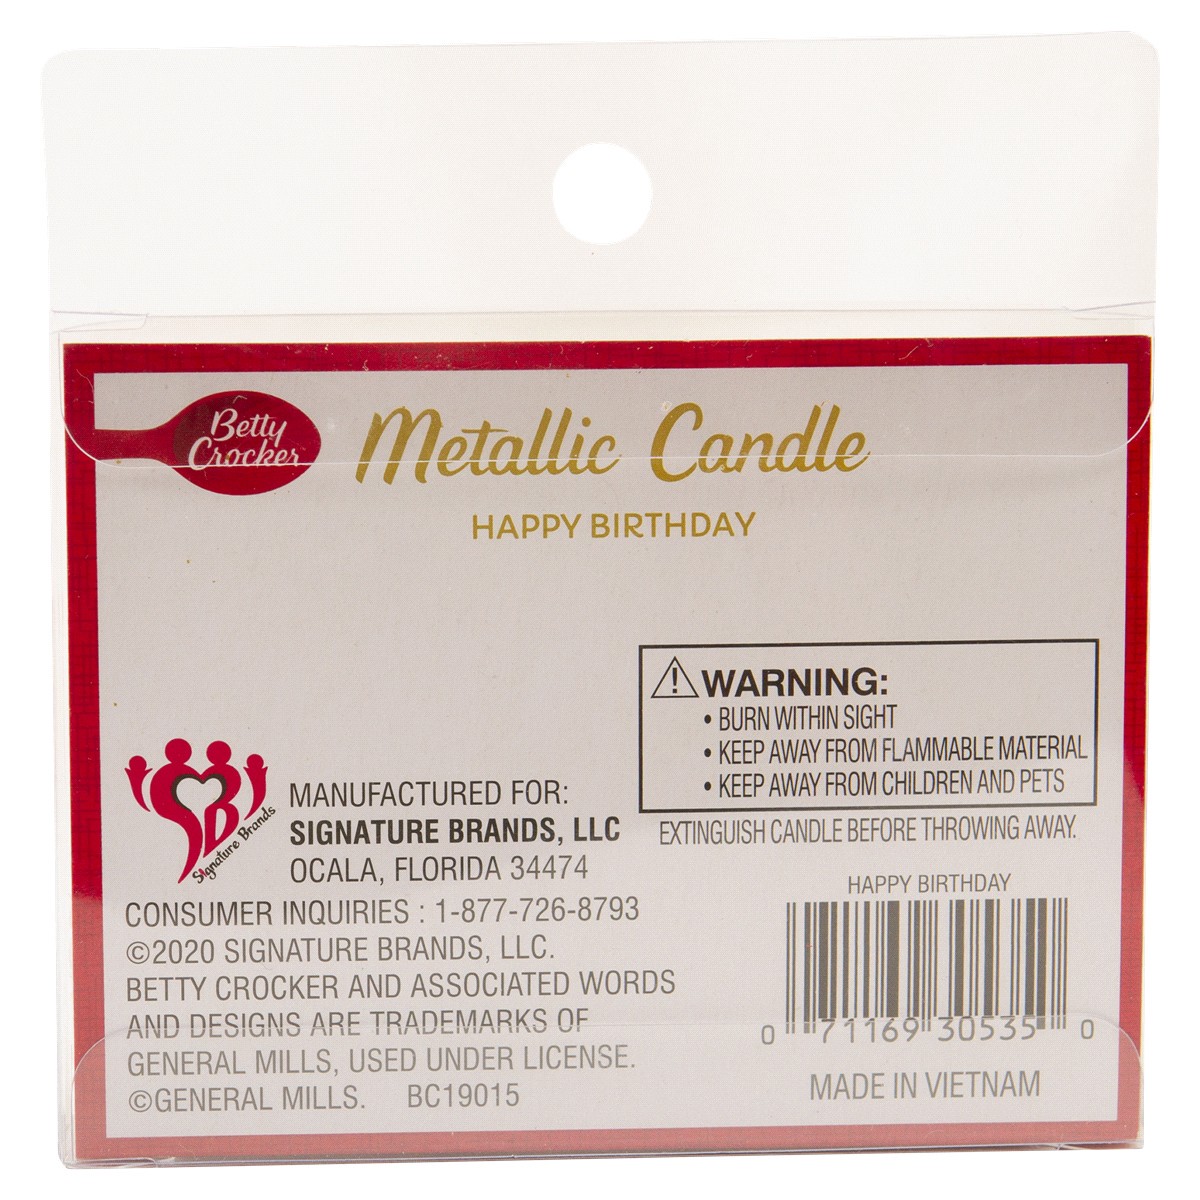 Betty
Crocker
Metallic Candle
HAPPY BIRTHDAY
WARNING:
• BURN WITHIN SIGHT
• KEEP AWAY FROM FLAMMABLE MATERIAL
• KEEP AWAY FROM CHILDREN AND PETS
EXTINGUISH CANDLE BEFORE THROWING AWAY.
SB
Signature Brands
MANUFACTURED FOR:
SIGNATURE BRANDS, LLC
OCALA, FLORIDA 34474
CONSUMER INQUIRIES : 1-877-726-8793
©2020 SIGNATURE BRANDS, LLC.
BETTY CROCKER AND ASSOCIATED WORDS
AND DESIGNS ARE TRADEMARKS OF
GENERAL MILLS, USED UNDER LICENSE.
©GENERAL MILLS. BC19015
HAPPY BIRTHDAY
0 71169 30535 0
MADE IN VIETNAM